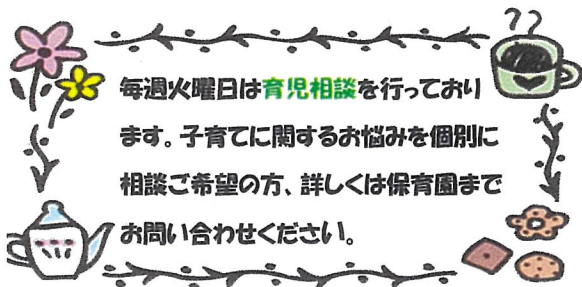 毎週火曜日は育児相談を行っており
ます。子育てに関するお悩みを個別に
相談ご希望の方、詳しくは保育園まで
お問い合わせください。